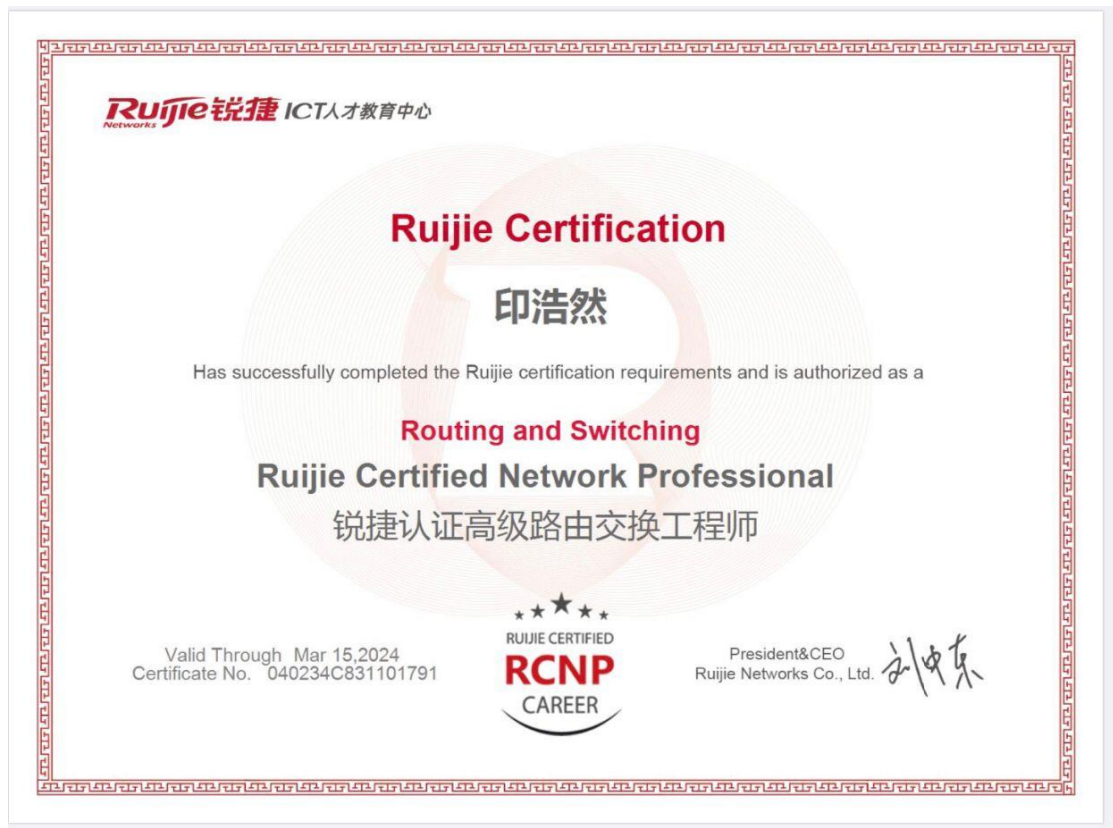 Ruijie锐捷 ICT人才教育中心
Networks
Ruijie Certification
印浩然
Has successfully completed the Ruijie certification requirements and is authorized as a
Routing and Switching
Ruijie Certified Network Professional
锐捷认证高级路由交换工程师
Valid Through Mar 15,2024
Certificate No. 040234C831101791
RUIJIE CERTIFIED
RCNP
CAREER
President&CEO
Ruijie Networks Co., Ltd.
刘中东